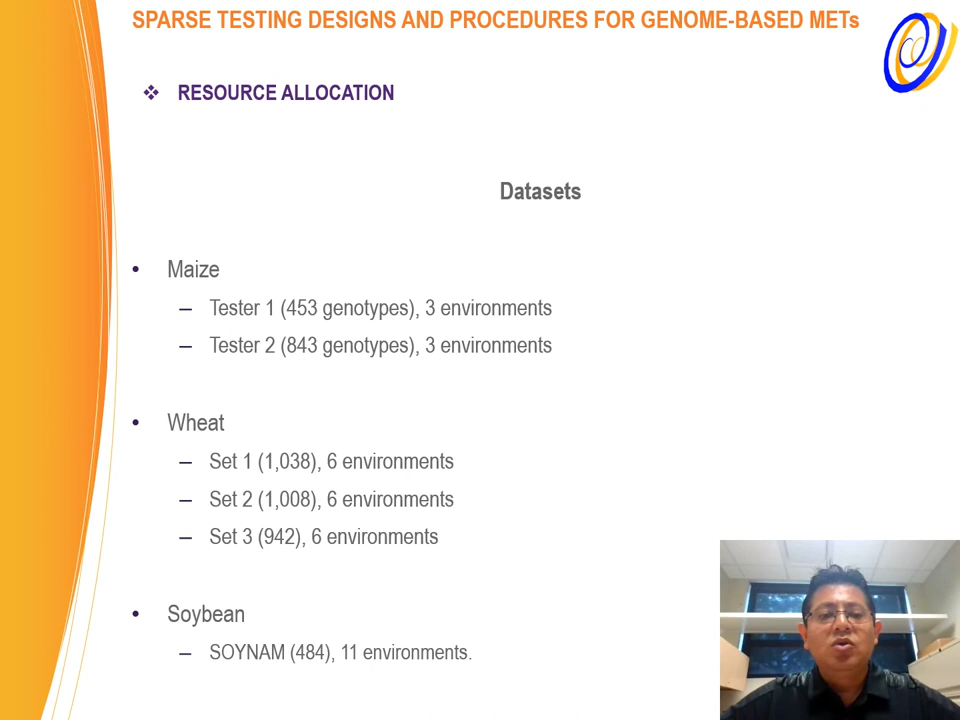 SPARSE TESTING DESIGNS AND PROCEDURES FOR GENOME-BASED METs
❖ RESOURCE ALLOCATION
Datasets
• Maize
– Tester 1 (453 genotypes), 3 environments
– Tester 2 (843 genotypes), 3 environments
• Wheat
– Set 1 (1,038), 6 environments
– Set 2 (1,008), 6 environments
– Set 3 (942), 6 environments
• Soybean
– SOYNAM (484), 11 environments.